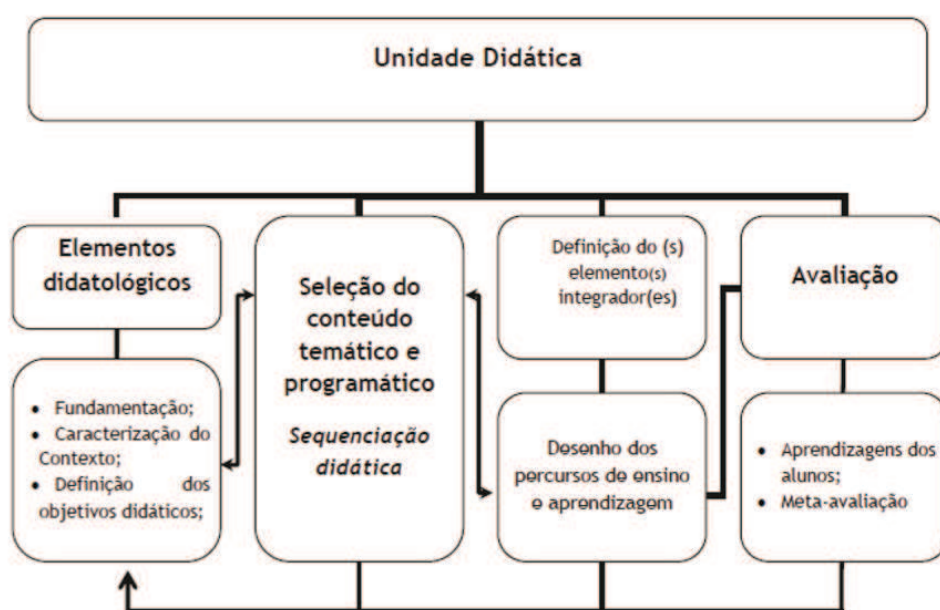 Unidade Didática
Elementos
didatológicos
• Fundamentação;
• Caracterização do
Contexto;
• Definição dos
objetivos didáticos;
Seleção do
conteúdo
temático e
programático
Sequenciação
didática
Definição do (s)
elemento(s)
integrador(es)
Desenho dos
percursos de ensino
e aprendizagem
Avaliação
• Aprendizagens dos
alunos;
• Meta-avaliação